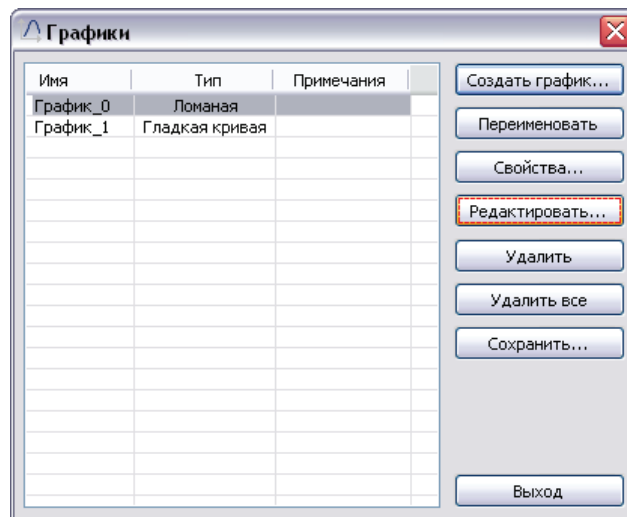 Графики
Имя Тип Примечания
График_0 Ломаная
График_1 Гладкая кривая
Создать график...
Переименовать
Свойства...
Редактировать...
Удалить
Удалить все
Сохранить...
Выход